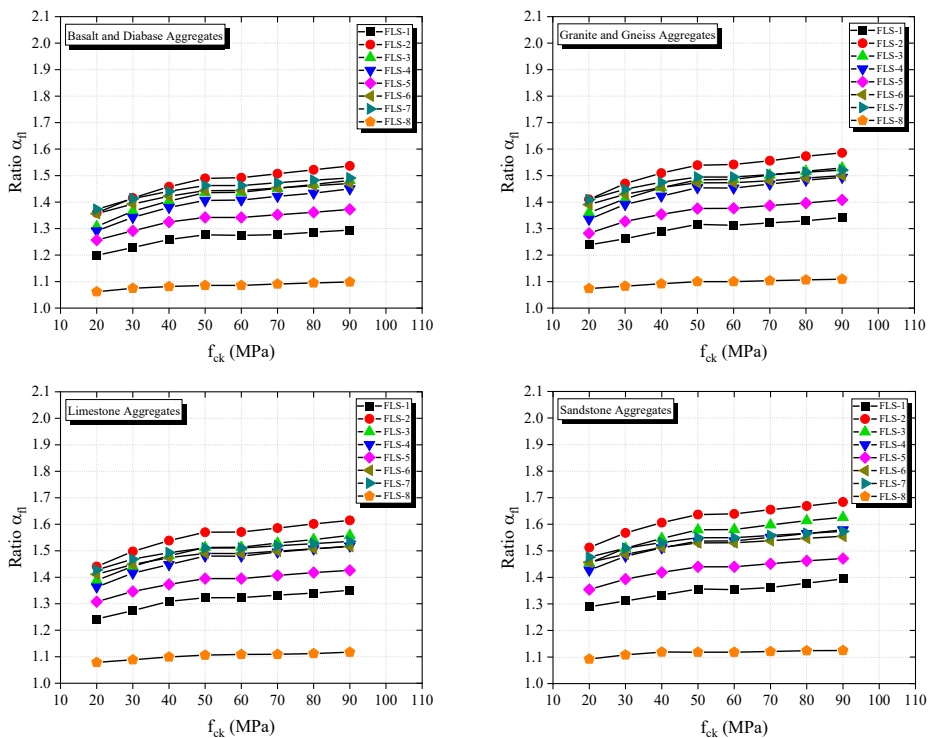 Basalt and Diabase Aggregates
FLS-1
FLS-2
FLS-3
FLS-4
FLS-5
FLS-6
FLS-7
FLS-8
2.1
2.0
1.9
1.8
1.7
1.6
1.5
1.4
1.3
1.2
1.1
1.0
Ratio α_fl
10 20 30 40 50 60 70 80 90 100 110
f_ck (MPa)
Granite and Gneiss Aggregates
FLS-1
FLS-2
FLS-3
FLS-4
FLS-5
FLS-6
FLS-7
FLS-8
2.1
2.0
1.9
1.8
1.7
1.6
1.5
1.4
1.3
1.2
1.1
1.0
Ratio α_fl
10 20 30 40 50 60 70 80 90 100 110
f_ck (MPa)
Limestone Aggregates
FLS-1
FLS-2
FLS-3
FLS-4
FLS-5
FLS-6
FLS-7
FLS-8
2.1
2.0
1.9
1.8
1.7
1.6
1.5
1.4
1.3
1.2
1.1
1.0
Ratio α_fl
10 20 30 40 50 60 70 80 90 100 110
f_ck (MPa)
Sandstone Aggregates
FLS-1
FLS-2
FLS-3
FLS-4
FLS-5
FLS-6
FLS-7
FLS-8
2.1
2.0
1.9
1.8
1.7
1.6
1.5
1.4
1.3
1.2
1.1
1.0
Ratio α_fl
10 20 30 40 50 60 70 80 90 100 110
f_ck (MPa)